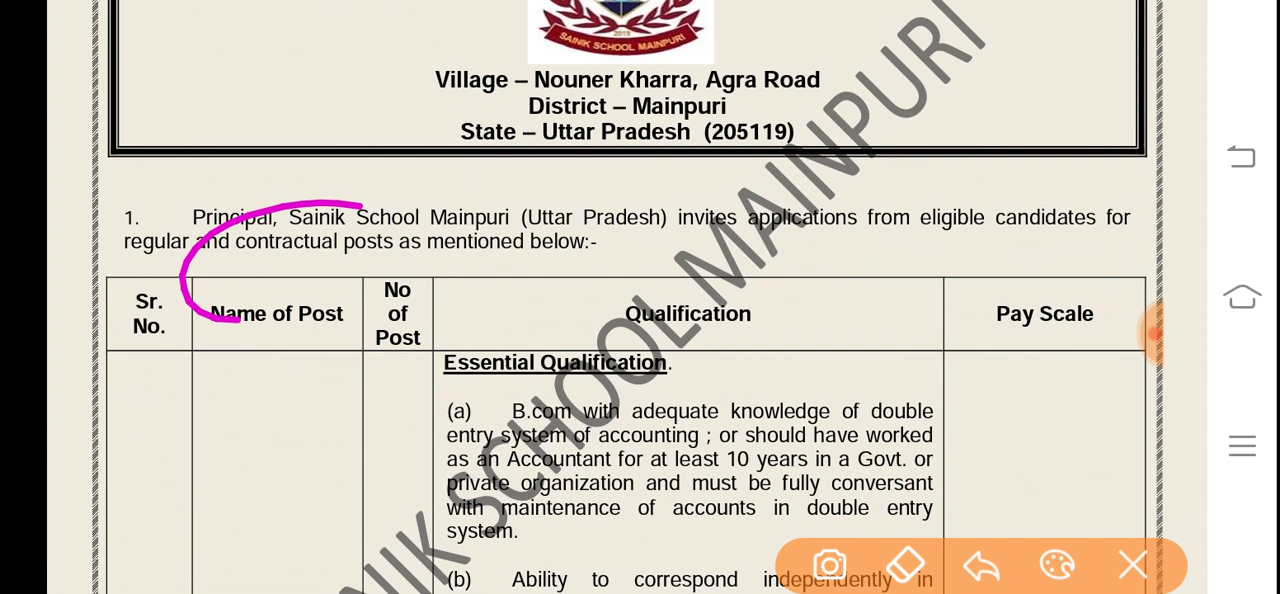 2019
SAINIK SCHOOL MAINPURI
Village – Nouner Kharra, Agra Road
District – Mainpuri
State – Uttar Pradesh (205119)
1. Principal, Sainik School Mainpuri (Uttar Pradesh) invites applications from eligible candidates for
regular and contractual posts as mentioned below:-
Sr.
No.
Name of Post
No
of
Post
Qualification
Pay Scale
Essential Qualification.
(a) B.com with adequate knowledge of double
entry system of accounting ; or should have worked
as an Accountant for at least 10 years in a Govt. or
private organization and must be fully conversant
with maintenance of accounts in double entry
system.
(b) Ability to correspond independently in
NIK SCHOOL MAINPURI